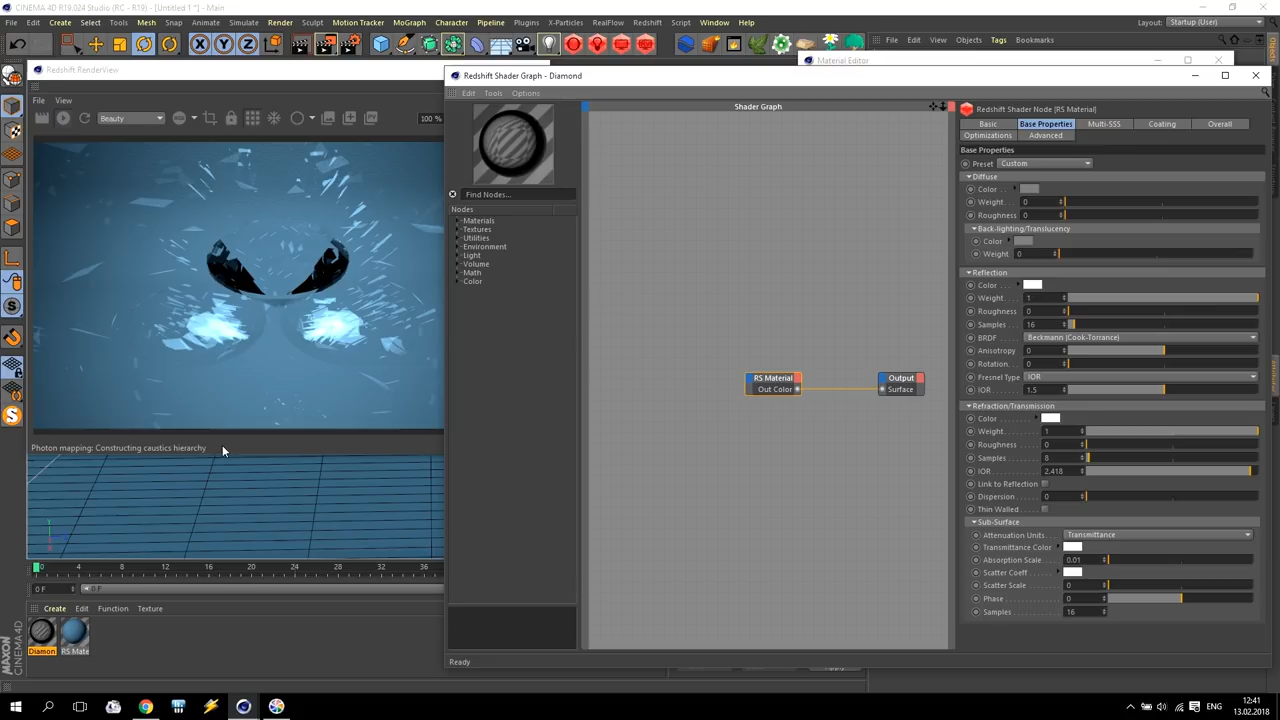 CINEMA 4D R19.024 Studio (RC - R19) - [Untitled 1 *] - Main
File Edit Create Select Tools Mesh Snap Animate Simulate Render Sculpt Motion Tracker MoGraph Character Pipeline Plugins X-Particles RealFlow Redshift Script Window Help
Layout: Startup (User)
File Edit View Objects Tags Bookmarks
Redshift RenderView
Material Editor
Redshift Shader Graph - Diamond
File View
Beauty
100 %
Edit Tools Options
Shader Graph
Find Nodes...
Nodes
Materials
Textures
Utilities
Environment
Light
Volume
Math
Color
RS Material
Out Color
Output
Surface
Redshift Shader Node [RS Material]
Basic Base Properties Multi-SSS Coating Overall
Optimizations Advanced
Base Properties
Preset Custom
Diffuse
Color
Weight 0
Roughness 0
Back-lighting/Translucency
Color
Weight 0
Reflection
Color
Weight 1
Roughness 0
Samples 16
BRDF Beckmann (Cook-Torrance)
Anisotropy 0
Rotation 0
Fresnel Type IOR
IOR 1.5
Refraction/Transmission
Color
Weight 1
Roughness 0
Samples 8
IOR 2.418
Link to Reflection
Dispersion 0
Thin Walled
Sub-Surface
Attenuation Units Transmittance
Transmittance Color
Absorption Scale 0.01
Scatter Coeff
Scatter Scale 0
Phase 0
Samples 16
Photon mapping: Constructing caustics hierarchy
0 4 8 12 16 20 24 28 32 36
0 F 0 F
Create Edit Function Texture
Diamon RS Mate
MAXON CINEMA 4D
Ready
ENG
12:41
13.02.2018